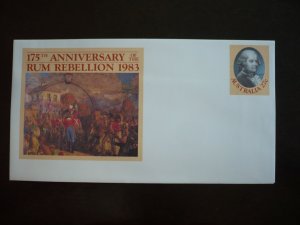 175TH ANNIVERSARY OF THE
RUM REBELLION 1983
AUSTRALIA 27c